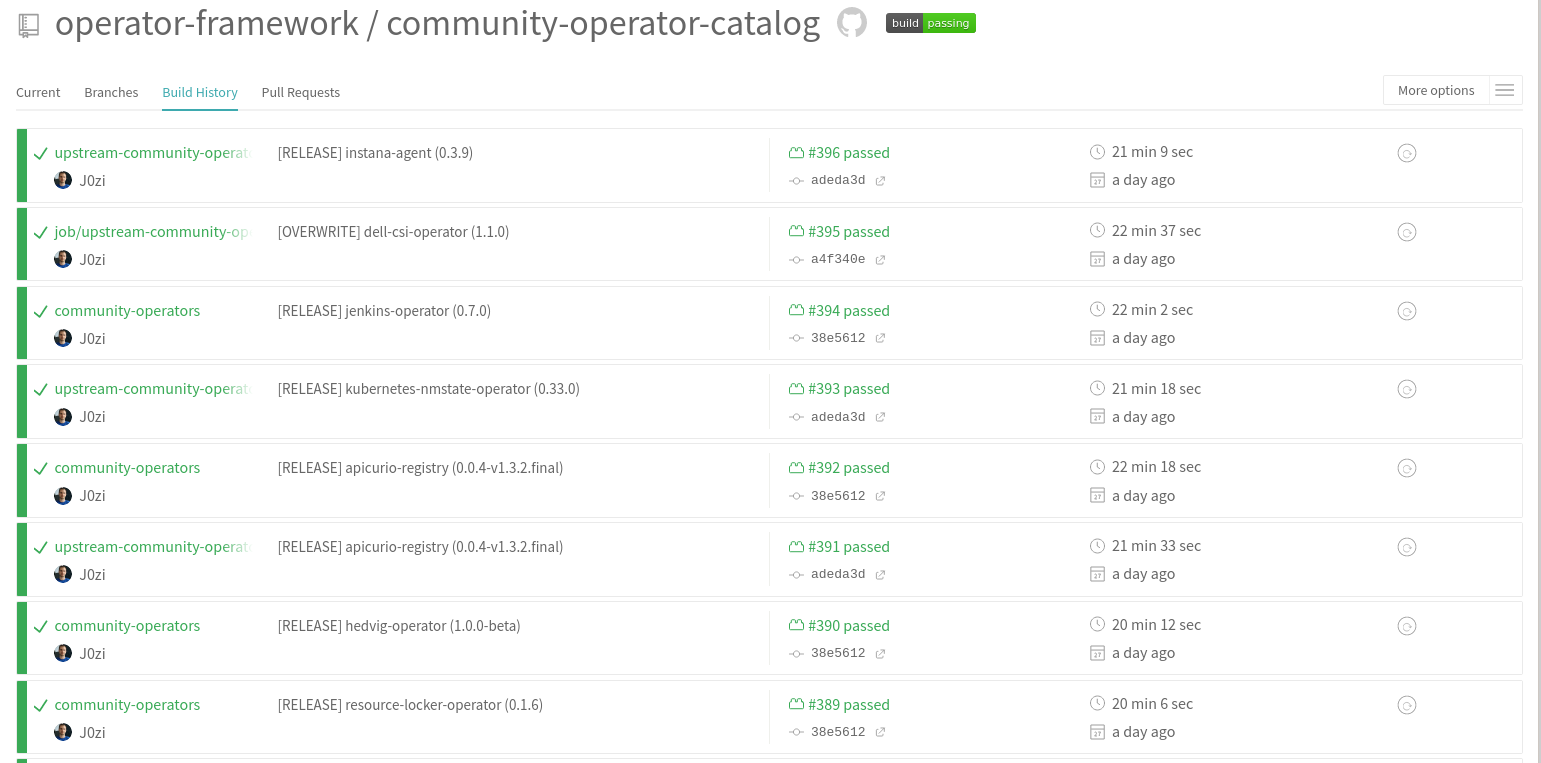 operator-framework / community-operator-catalog build passing
Current Branches Build History Pull Requests More options
upstream-community-operat [RELEASE] instana-agent (0.3.9) #396 passed 21 min 9 sec
J0zi adeda3d a day ago
job/upstream-community-op [OVERWRITE] dell-csi-operator (1.1.0) #395 passed 22 min 37 sec
J0zi a4f340e a day ago
community-operators [RELEASE] jenkins-operator (0.7.0) #394 passed 22 min 2 sec
J0zi 38e5612 a day ago
upstream-community-operat [RELEASE] kubernetes-nmstate-operator (0.33.0) #393 passed 21 min 18 sec
J0zi adeda3d a day ago
community-operators [RELEASE] apicurio-registry (0.0.4-v1.3.2.final) #392 passed 22 min 18 sec
J0zi 38e5612 a day ago
upstream-community-operat [RELEASE] apicurio-registry (0.0.4-v1.3.2.final) #391 passed 21 min 33 sec
J0zi adeda3d a day ago
community-operators [RELEASE] hedvig-operator (1.0.0-beta) #390 passed 20 min 12 sec
J0zi 38e5612 a day ago
community-operators [RELEASE] resource-locker-operator (0.1.6) #389 passed 20 min 6 sec
J0zi 38e5612 a day ago